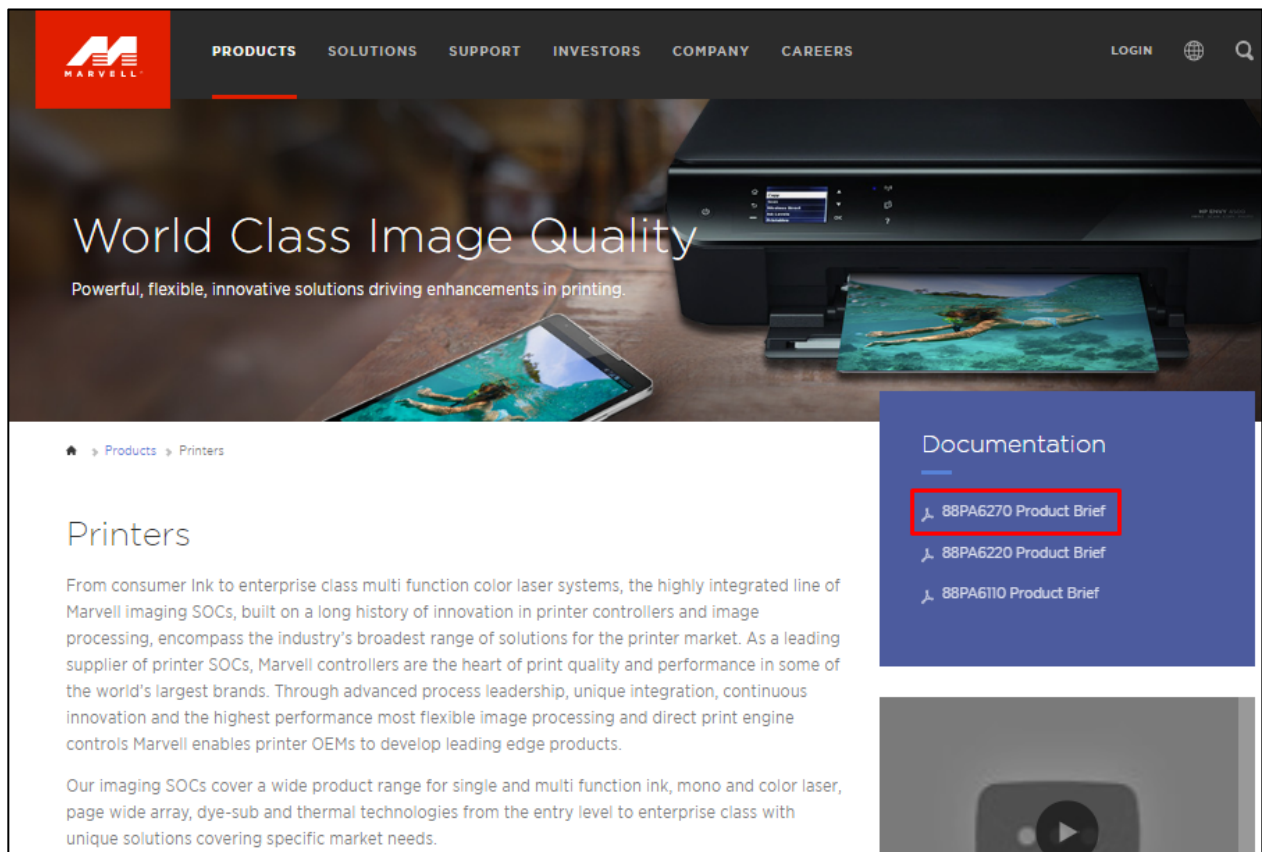 MARVELL
PRODUCTS SOLUTIONS SUPPORT INVESTORS COMPANY CAREERS LOGIN
World Class Image Quality
Powerful, flexible, innovative solutions driving enhancements in printing.
OK
?
HP ENVY
Products Printers
Documentation
88PA6270 Product Brief
88PA6220 Product Brief
88PA6110 Product Brief
Printers
From consumer Ink to enterprise class multi function color laser systems, the highly integrated line of
Marvell imaging SOCs, built on a long history of innovation in printer controllers and image
processing, encompass the industry's broadest range of solutions for the printer market. As a leading
supplier of printer SOCs, Marvell controllers are the heart of print quality and performance in some of
the world's largest brands. Through advanced process leadership, unique integration, continuous
innovation and the highest performance most flexible image processing and direct print engine
controls Marvell enables printer OEMs to develop leading edge products.
Our imaging SOCs cover a wide product range for single and multi function ink, mono and color laser,
page wide array, dye-sub and thermal technologies from the entry level to enterprise class with
unique solutions covering specific market needs.